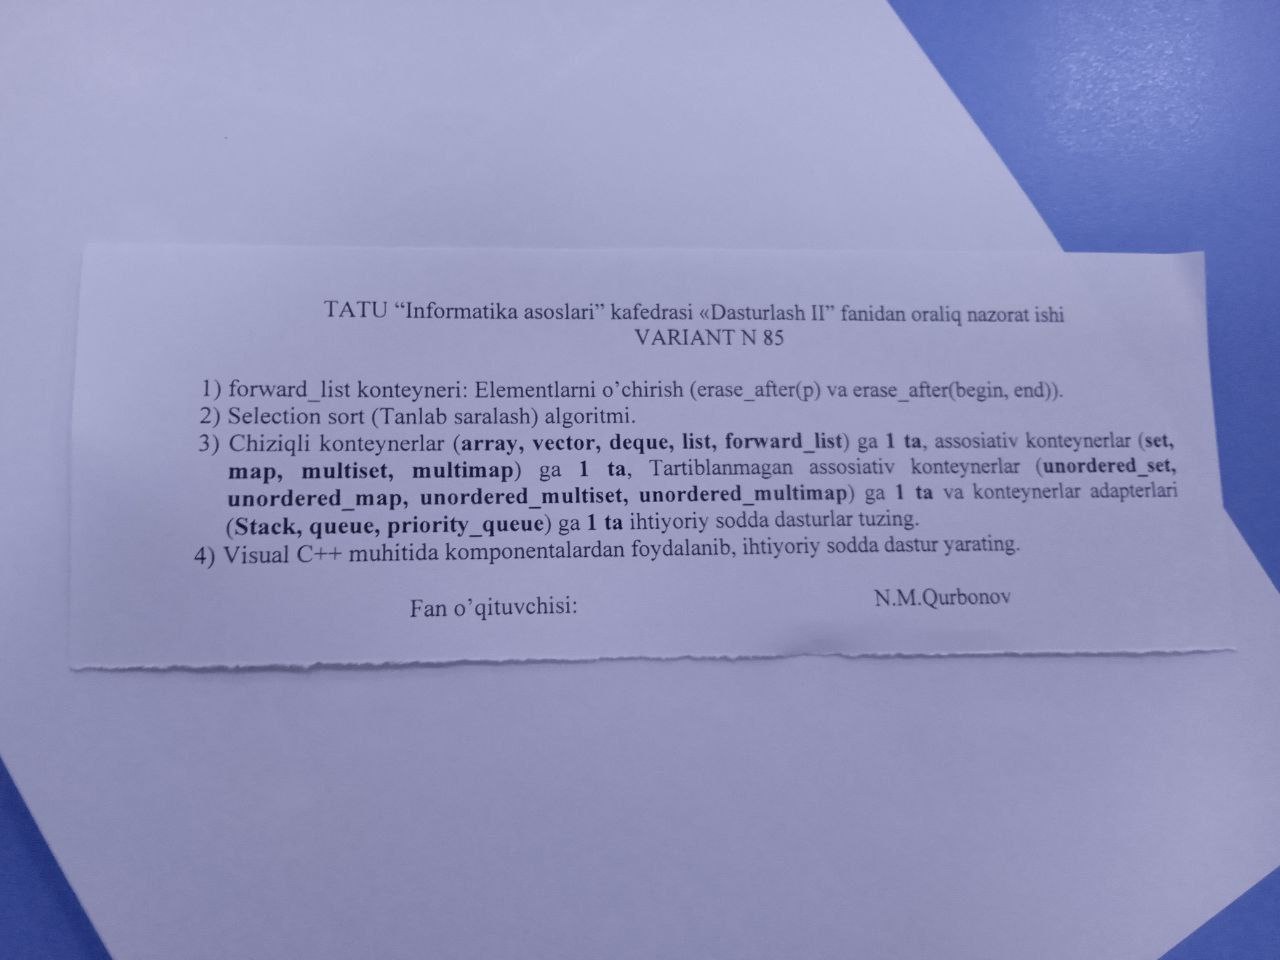 TATU “Informatika asoslari” kafedrasi «Dasturlash II” fanidan oraliq nazorat ishi
VARIANT N 85
1) forward_list konteyneri: Elementlarni o’chirish (erase_after(p) va erase_after(begin, end)).
2) Selection sort (Tanlab saralash) algoritmi.
3) Chiziqli konteynerlar (array, vector, deque, list, forward_list) ga 1 ta, assosiativ konteynerlar (set,
map, multiset, multimap) ga 1 ta, Tartiblanmagan assosiativ konteynerlar (unordered_set,
unordered_map, unordered_multiset, unordered_multimap) ga 1 ta va konteynerlar adapterlari
(Stack, queue, priority_queue) ga 1 ta ihtiyoriy sodda dasturlar tuzing.
4) Visual C++ muhitida komponentalardan foydalanib, ihtiyoriy sodda dastur yarating.
Fan o’qituvchisi: N.M.Qurbonov